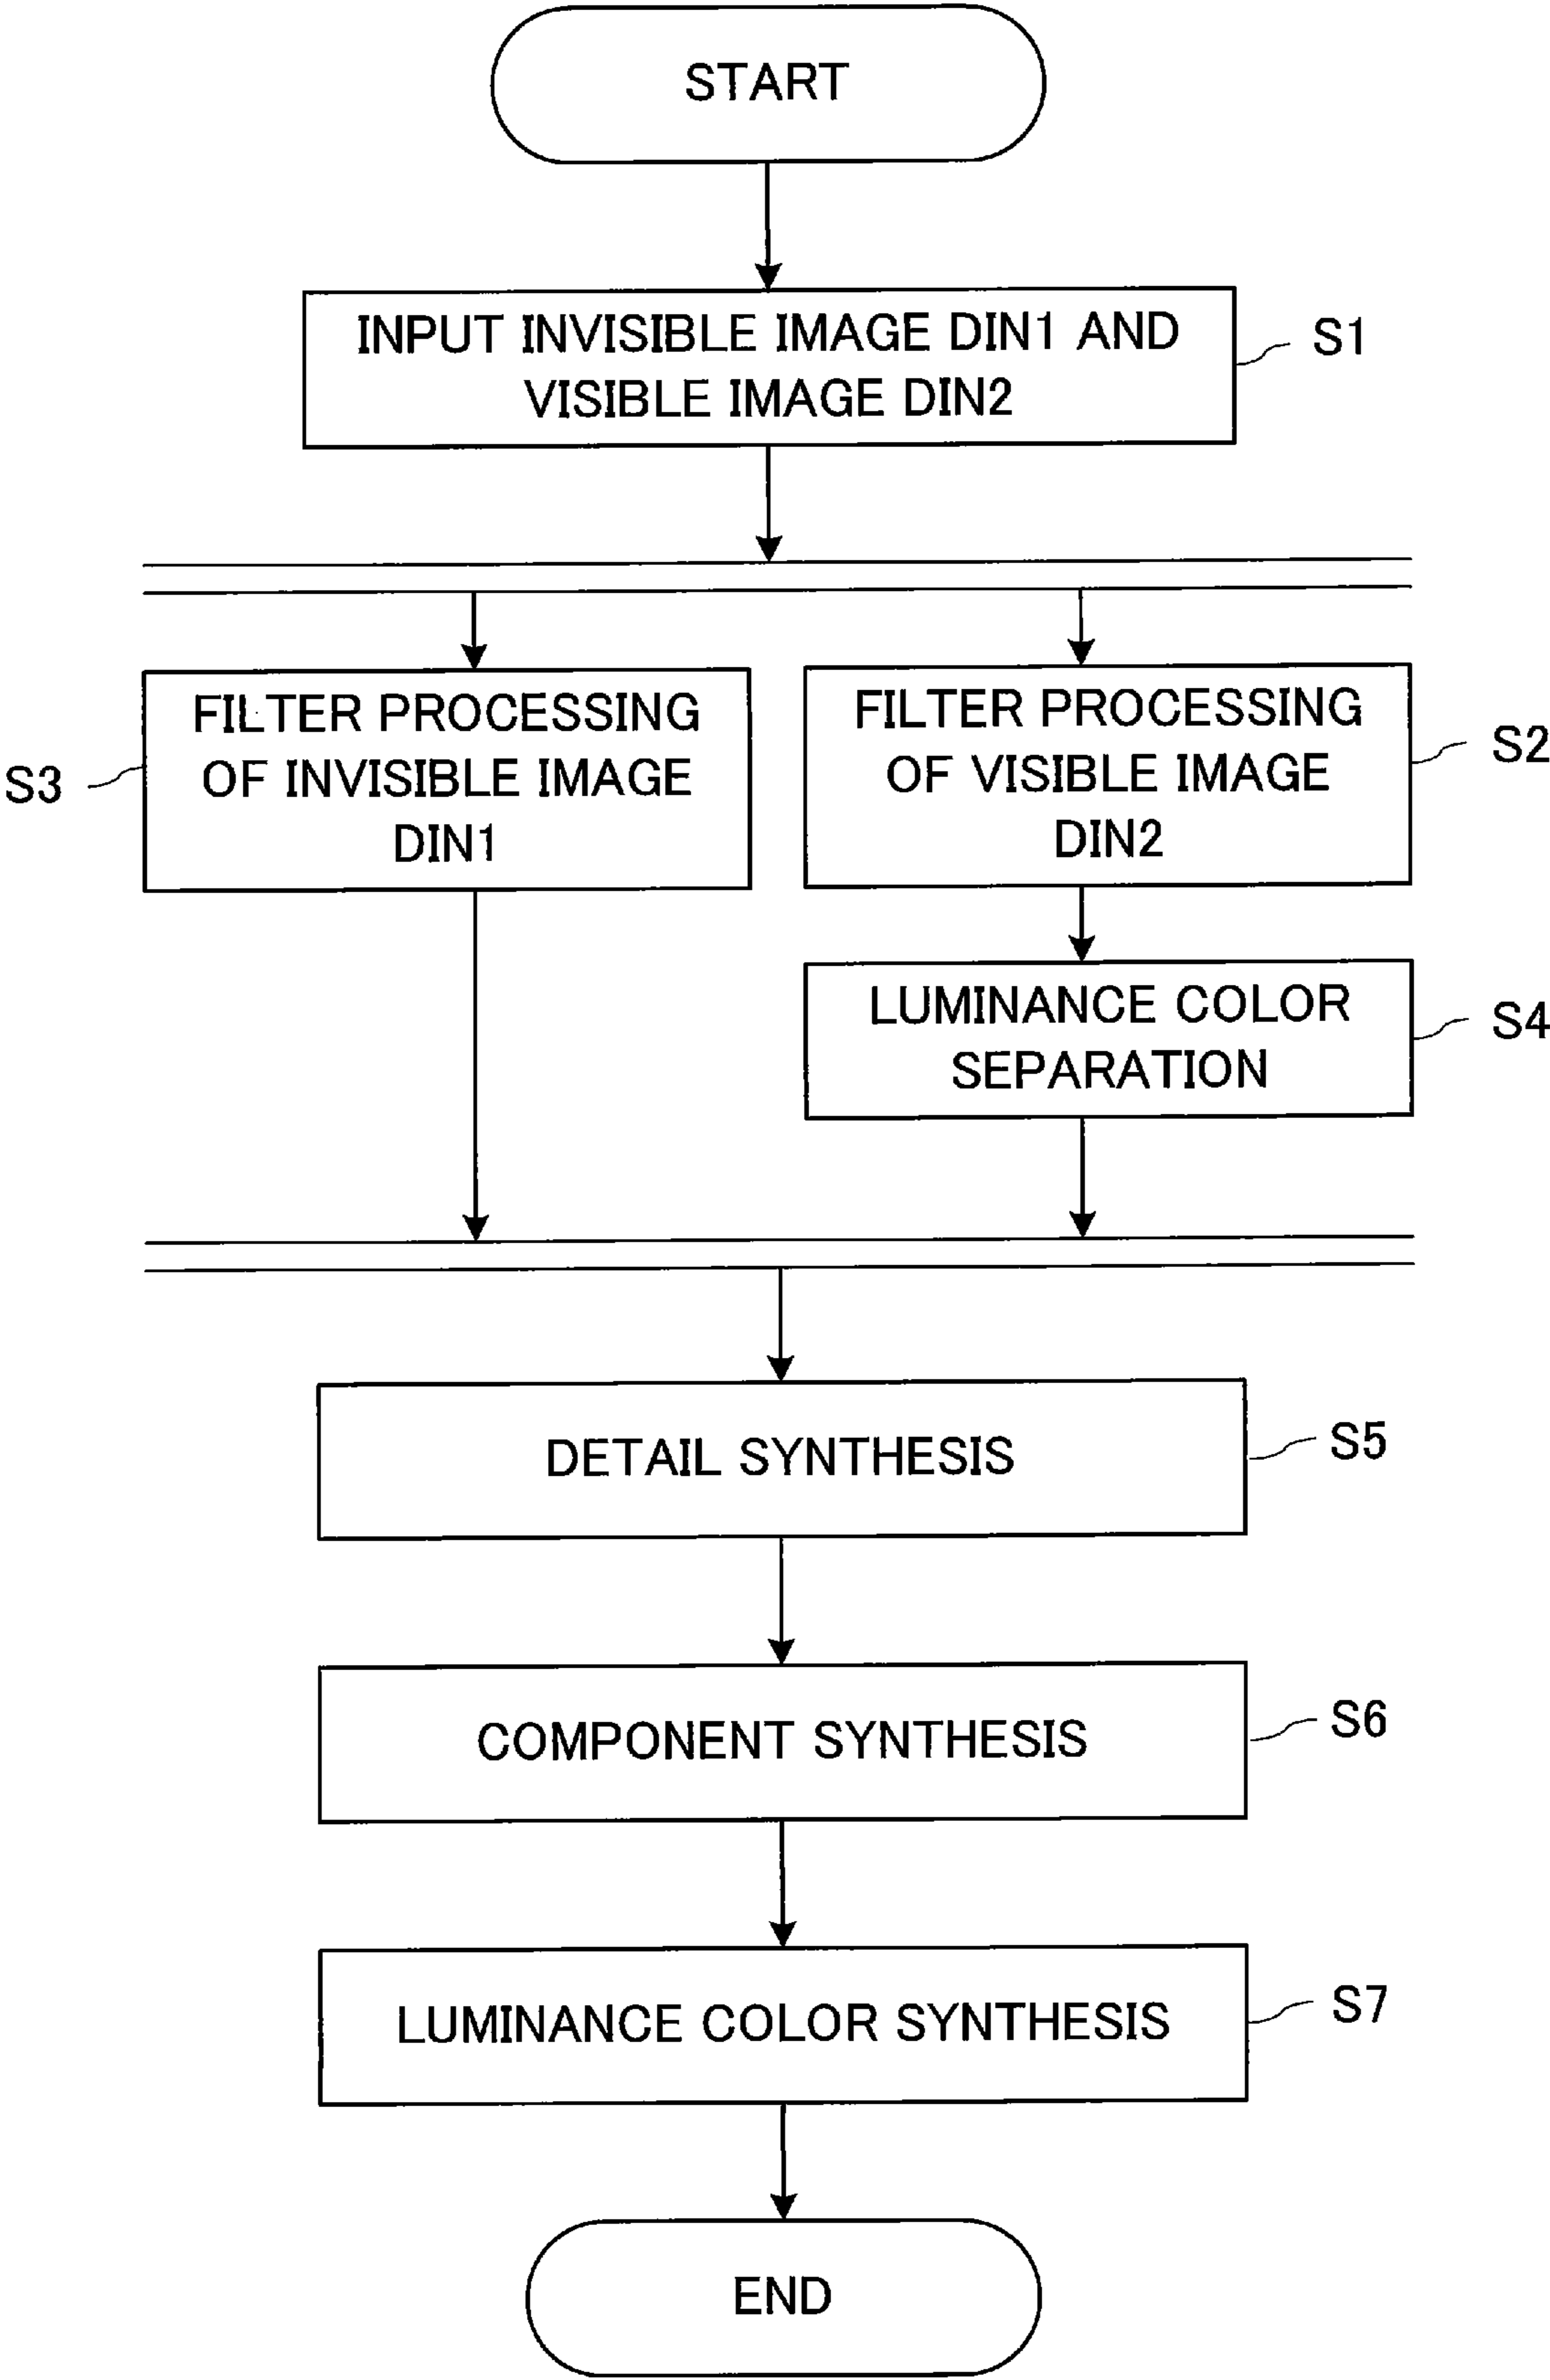 START
INPUT INVISIBLE IMAGE DIN1 AND
VISIBLE IMAGE DIN2
S1
FILTER PROCESSING
OF INVISIBLE IMAGE
DIN1
S3
FILTER PROCESSING
OF VISIBLE IMAGE
DIN2
S2
LUMINANCE COLOR
SEPARATION
S4
DETAIL SYNTHESIS
S5
COMPONENT SYNTHESIS
S6
LUMINANCE COLOR SYNTHESIS
S7
END